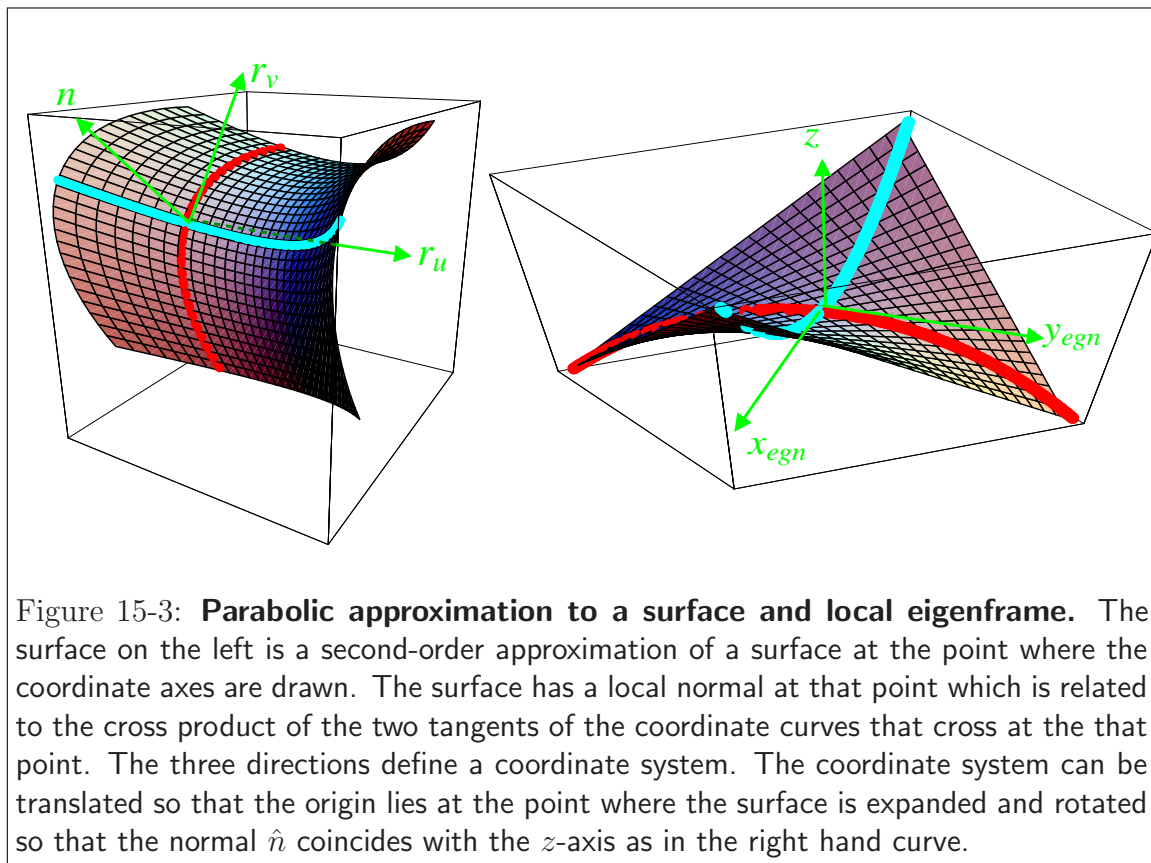 r_v
n
r_u
z
y_{egn}
x_{egn}
Figure 15-3: Parabolic approximation to a surface and local eigenframe. The
surface on the left is a second-order approximation of a surface at the point where the
coordinate axes are drawn. The surface has a local normal at that point which is related
to the cross product of the two tangents of the coordinate curves that cross at the that
point. The three directions define a coordinate system. The coordinate system can be
translated so that the origin lies at the point where the surface is expanded and rotated
so that the normal n̂ coincides with the z-axis as in the right hand curve.